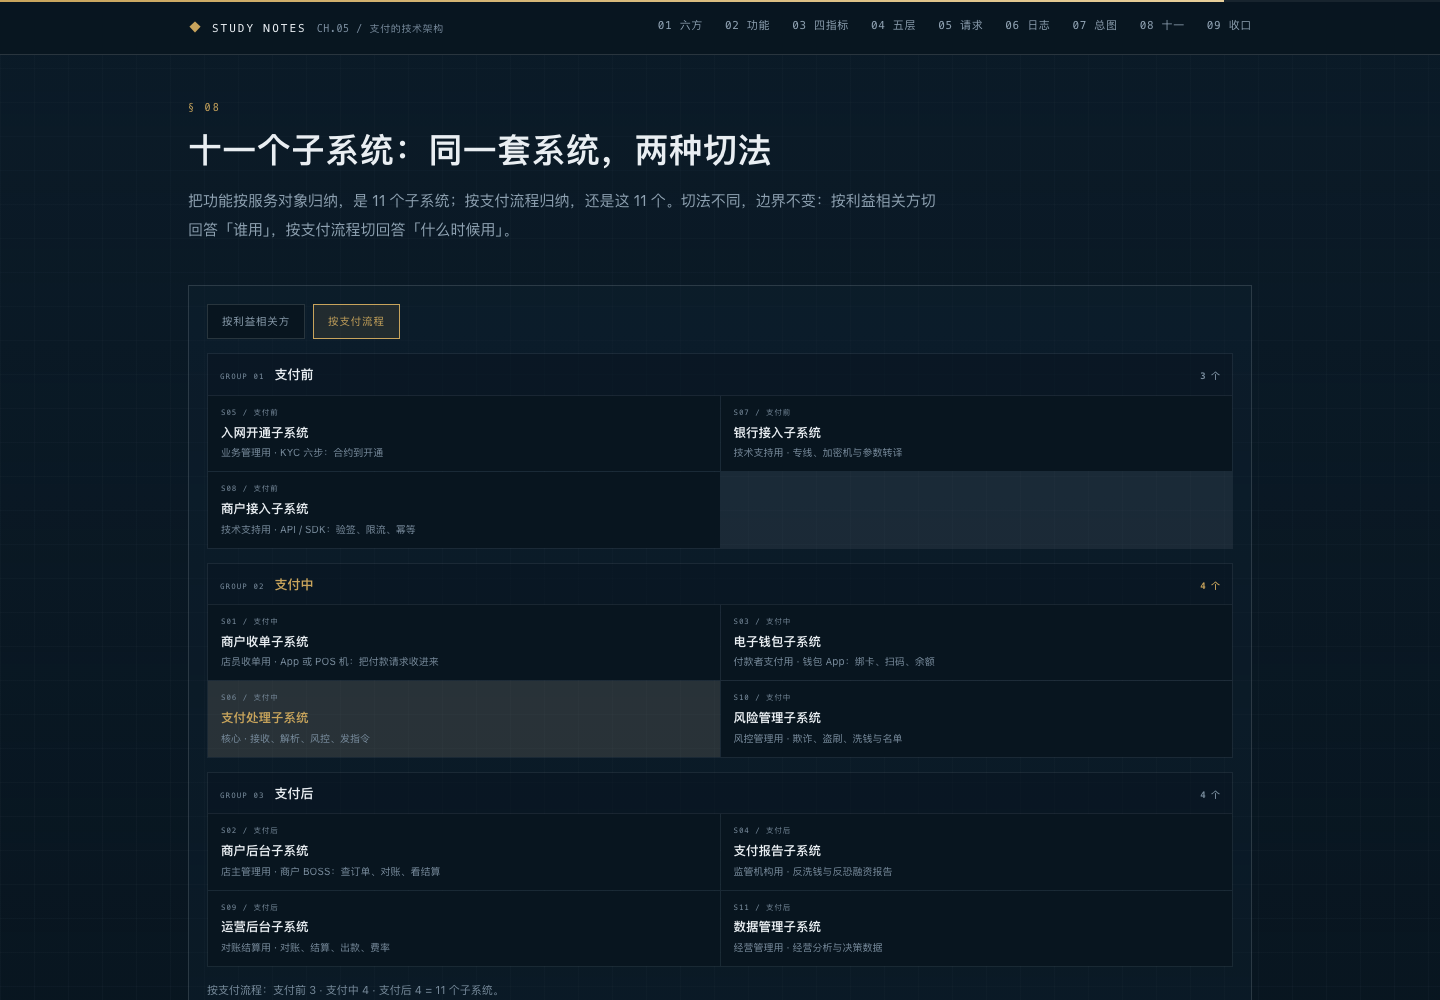 ◆ STUDY NOTES CH.05 / 支付的技术架构
01 六方 02 功能 03 四指标 04 五层 05 请求 06 日志 07 总图 08 十一 09 收口
§ 08
十一个子系统：同一套系统，两种切法
把功能按服务对象归纳，是 11 个子系统；按支付流程归纳，还是这 11 个。切法不同，边界不变：按利益相关方切
回答「谁用」，按支付流程切回答「什么时候用」。
按利益相关方 按支付流程
GROUP 01 支付前 3 个
S05 / 支付前
入网开通子系统
业务管理用 · KYC 六步：合约到开通
S07 / 支付前
银行接入子系统
技术支持用 · 专线、加密机与参数转译
S08 / 支付前
商户接入子系统
技术支持用 · API / SDK：验签、限流、幂等
GROUP 02 支付中 4 个
S01 / 支付中
商户收单子系统
店员收单用 · App 或 POS 机：把付款请求收进来
S03 / 支付中
电子钱包子系统
付款者支付用 · 钱包 App：绑卡、扫码、余额
S06 / 支付中
支付处理子系统
核心 · 接收、解析、风控、发指令
S10 / 支付中
风险管理子系统
风控管理用 · 欺诈、盗刷、洗钱与名单
GROUP 03 支付后 4 个
S02 / 支付后
商户后台子系统
店主管理用 · 商户 BOSS：查订单、对账、看结算
S04 / 支付后
支付报告子系统
监管机构用 · 反洗钱与反恐融资报告
S09 / 支付后
运营后台子系统
对账结算用 · 对账、结算、出款、费率
S11 / 支付后
数据管理子系统
经营管理用 · 经营分析与决策数据
按支付流程：支付前 3 · 支付中 4 · 支付后 4 = 11 个子系统。